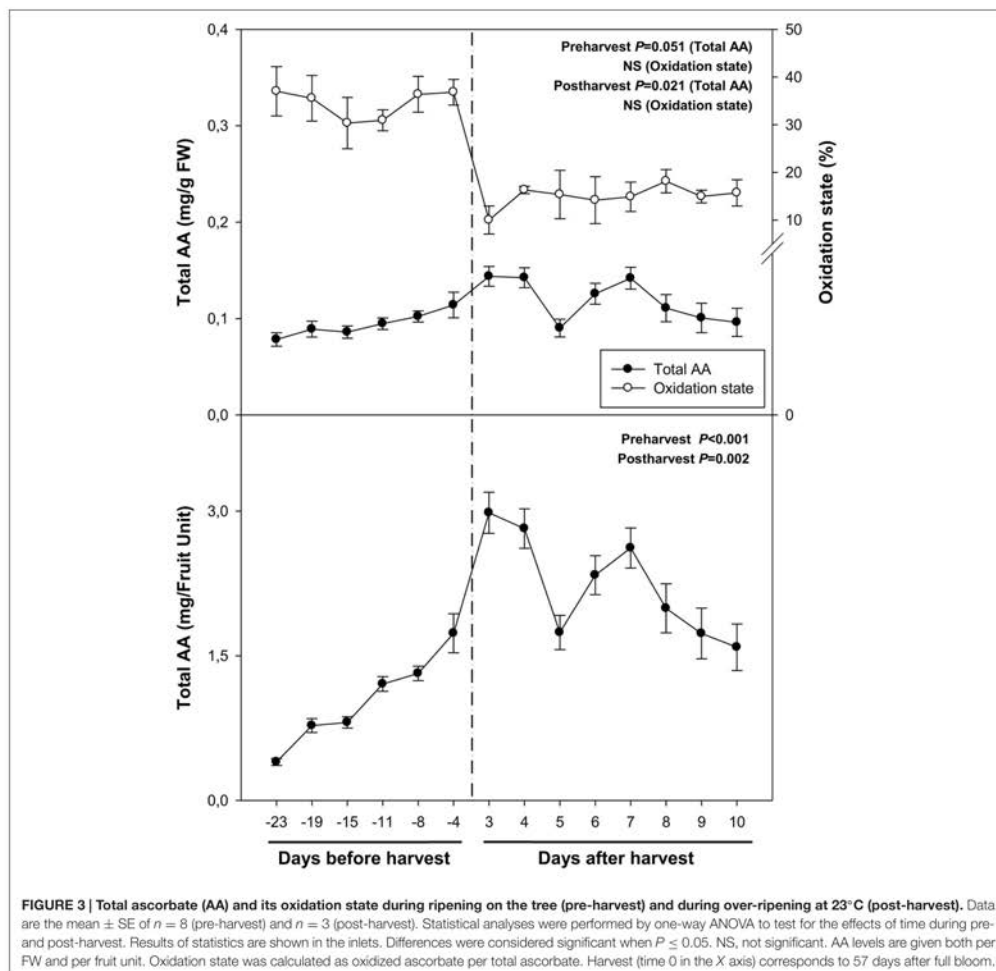 0,4
50
Preharvest P=0.051 (Total AA)
NS (Oxidation state)
Postharvest P=0.021 (Total AA)
NS (Oxidation state)
40
0,3
30
Total AA (mg/g FW)
Oxidation state (%)
0,2
20
10
0,1
Total AA
Oxidation state
0,0
0
Preharvest P<0.001
Postharvest P=0.002
3,0
Total AA (mg/Fruit Unit)
1,5
0,0
-23 -19 -15 -11 -8 -4 3 4 5 6 7 8 9 10
Days before harvest Days after harvest
FIGURE 3 | Total ascorbate (AA) and its oxidation state during ripening on the tree (pre-harvest) and during over-ripening at 23°C (post-harvest). Data
are the mean ± SE of n = 8 (pre-harvest) and n = 3 (post-harvest). Statistical analyses were performed by one-way ANOVA to test for the effects of time during pre-
and post-harvest. Results of statistics are shown in the inlets. Differences were considered significant when P ≤ 0.05. NS, not significant. AA levels are given both per
FW and per fruit unit. Oxidation state was calculated as oxidized ascorbate per total ascorbate. Harvest (time 0 in the X axis) corresponds to 57 days after full bloom.